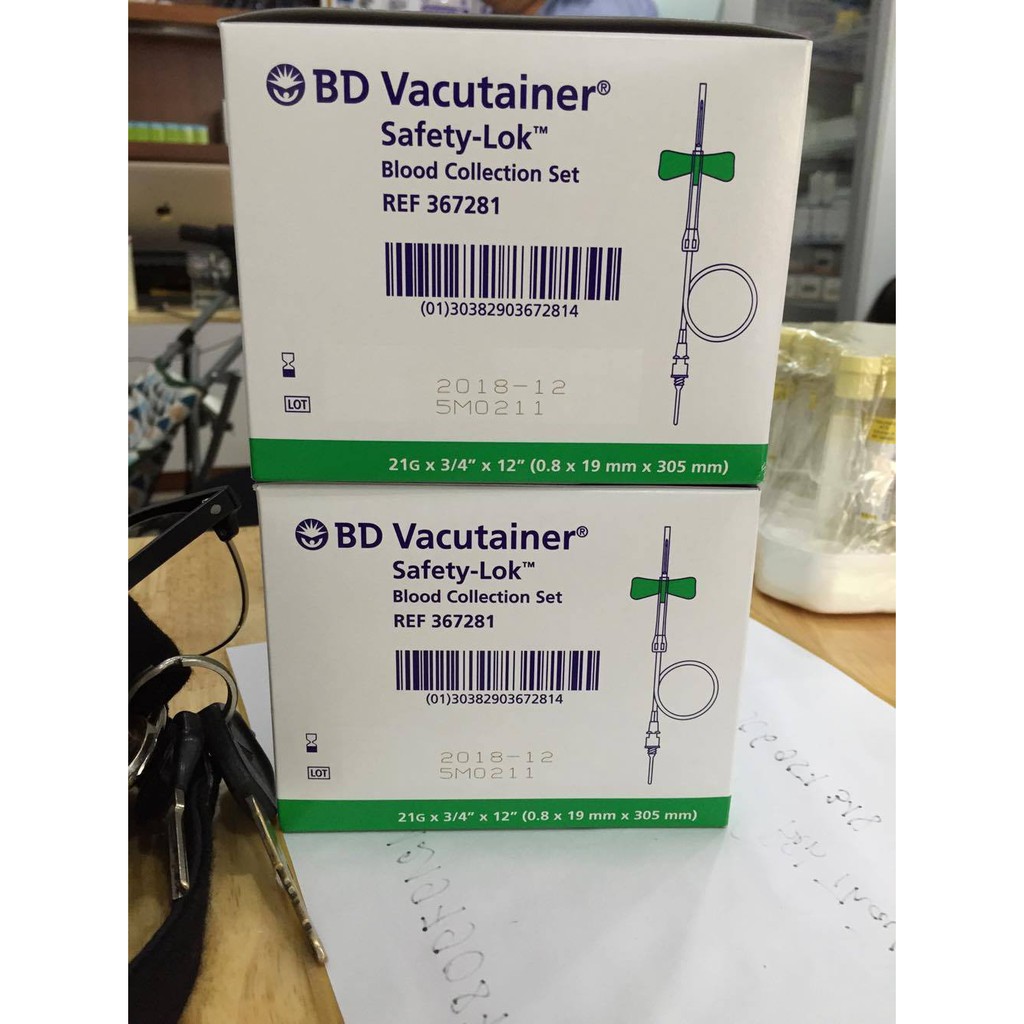 BD Vacutainer®
Safety-Lok™
Blood Collection Set
REF 367281
(01)30382903672814
2018-12
LOT
5M0211
21G x 3/4” x 12” (0.8 x 19 mm x 305 mm)
BD Vacutainer®
Safety-Lok™
Blood Collection Set
REF 367281
(01)30382903672814
2018-12
LOT
5M0211
21G x 3/4” x 12” (0.8 x 19 mm x 305 mm)